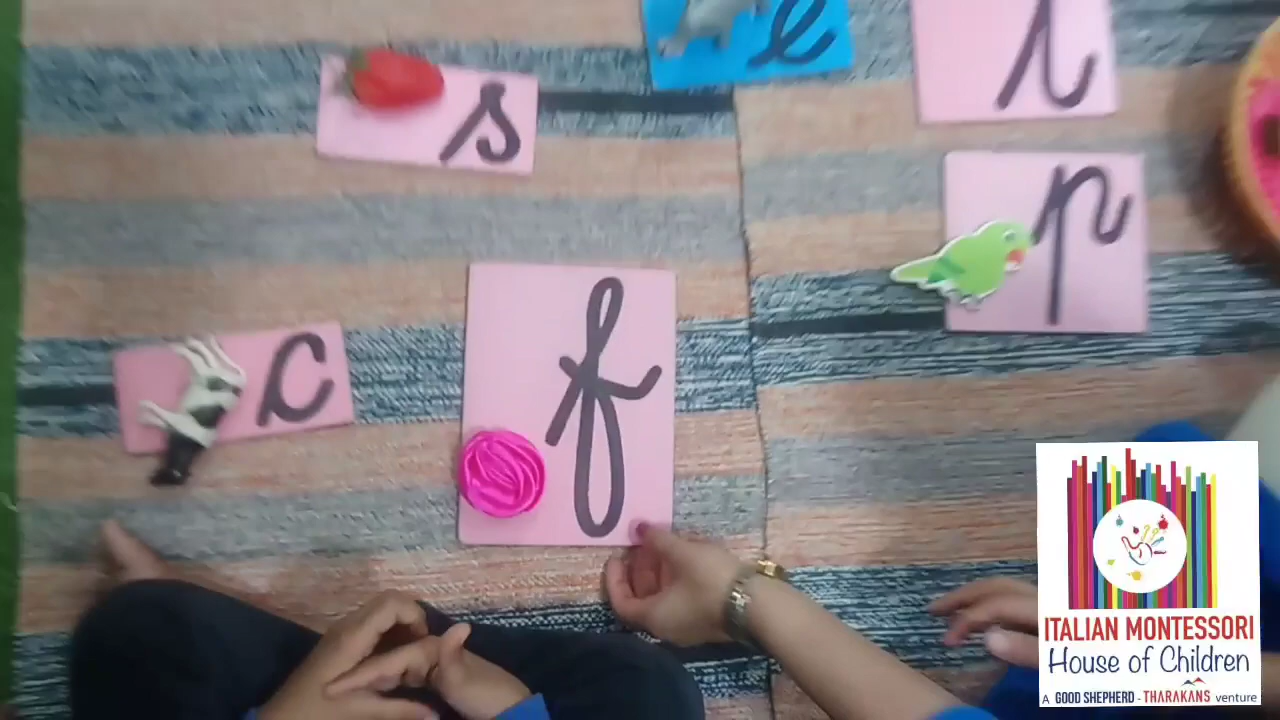 e
s
p
c
f
ITALIAN MONTESSORI
House of Children
A GOOD SHEPHERD - THARAKANS venture